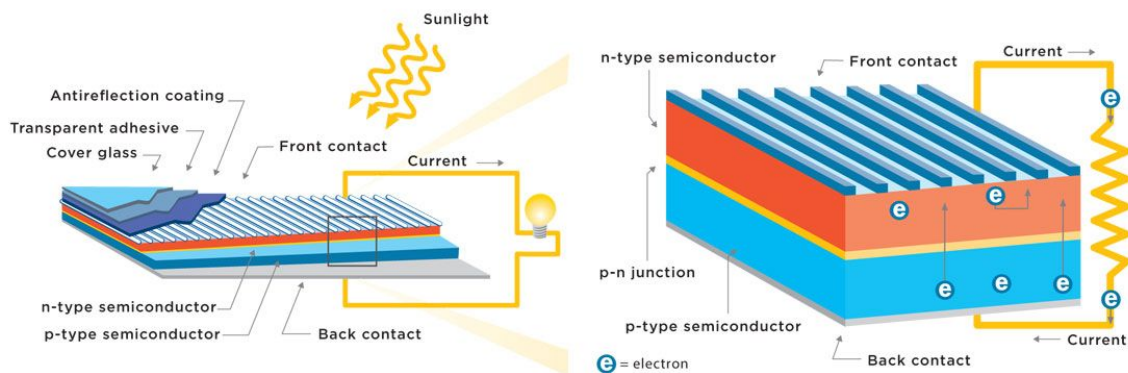 Sunlight
Antireflection coating
Transparent adhesive
Cover glass
Front contact
Current
n-type semiconductor
p-type semiconductor
Back contact
Current
Front contact
n-type semiconductor
e
e
e
p-n junction
e
e
e
e
p-type semiconductor
Current
Back contact
e = electron